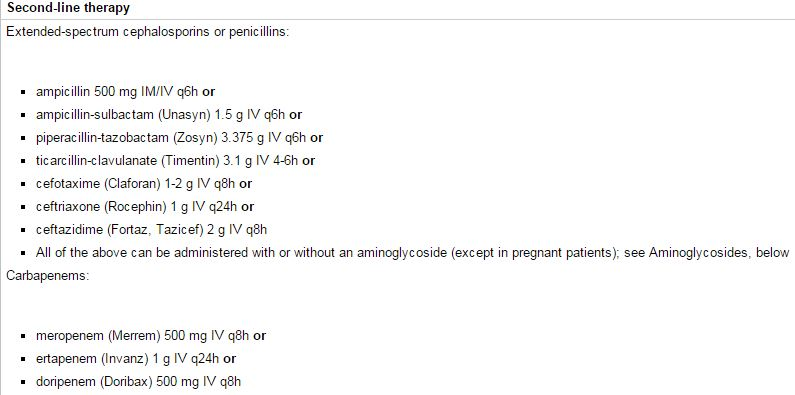 Second-line therapy
Extended-spectrum cephalosporins or penicillins:
▪ ampicillin 500 mg IM/IV q6h or
▪ ampicillin-sulbactam (Unasyn) 1.5 g IV q6h or
▪ piperacillin-tazobactam (Zosyn) 3.375 g IV q6h or
▪ ticarcillin-clavulanate (Timentin) 3.1 g IV 4-6h or
▪ cefotaxime (Claforan) 1-2 g IV q8h or
▪ ceftriaxone (Rocephin) 1 g IV q24h or
▪ ceftazidime (Fortaz, Tazicef) 2 g IV q8h
▪ All of the above can be administered with or without an aminoglycoside (except in pregnant patients); see Aminoglycosides, below
Carbapenems:
▪ meropenem (Merrem) 500 mg IV q8h or
▪ ertapenem (Invanz) 1 g IV q24h or
▪ doripenem (Doribax) 500 mg IV q8h